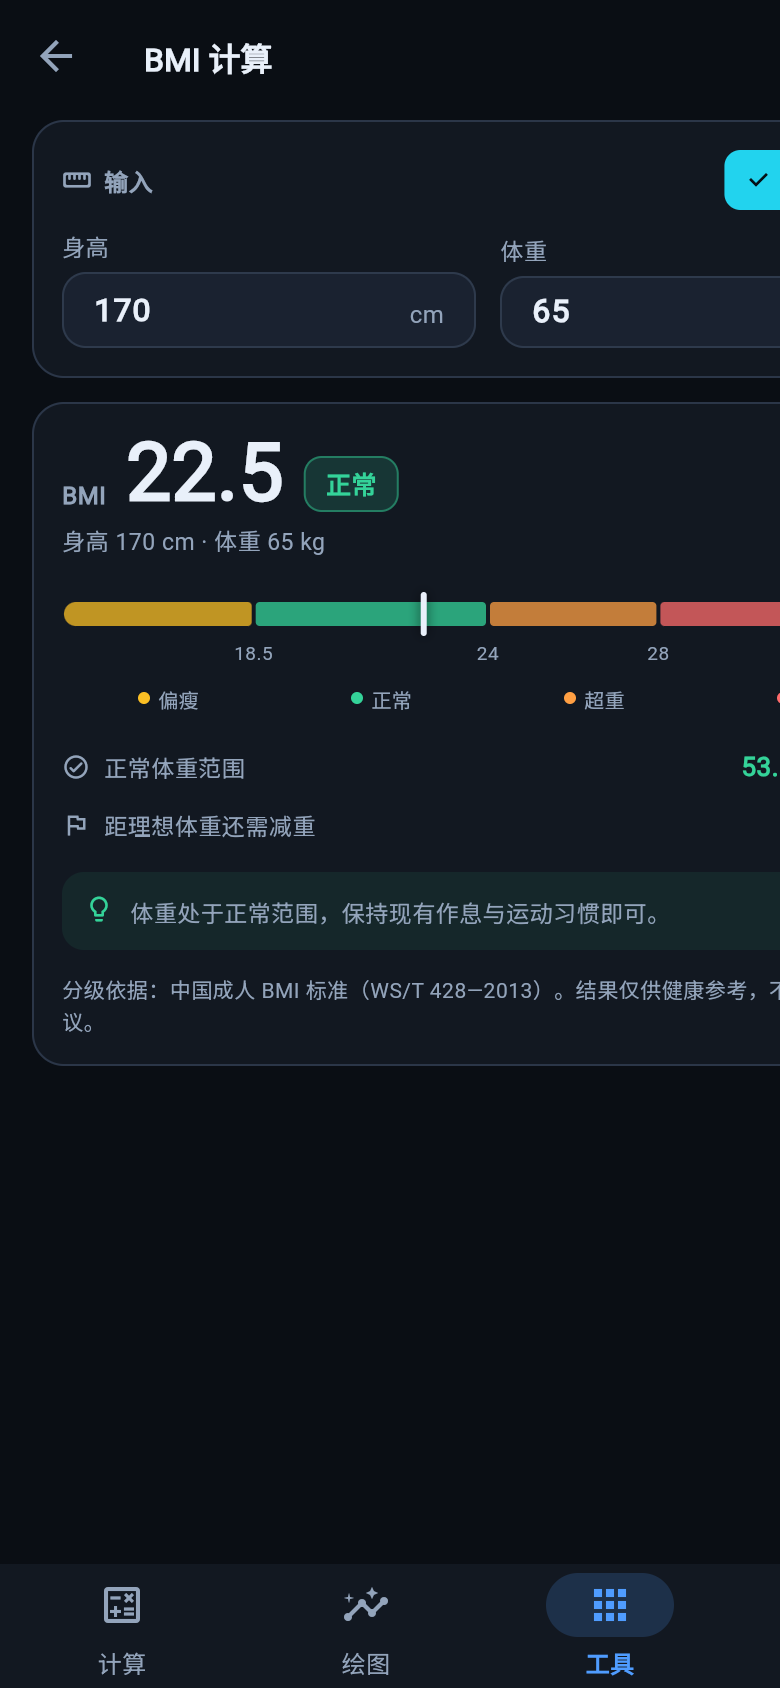 BMI 计算
输入
身高
体重
170 cm
65
BMI 22.5 正常
身高 170 cm · 体重 65 kg
18.5 24 28
偏瘦 正常 超重
正常体重范围 53.
距理想体重还需减重
体重处于正常范围，保持现有作息与运动习惯即可。
分级依据：中国成人 BMI 标准（WS/T 428—2013）。结果仅供健康参考，不
议。
计算 绘图 工具